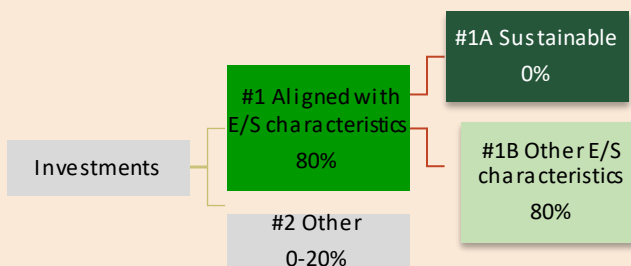 Investments
#1 Aligned with
E/S characteristics
80%
#2 Other
0-20%
#1A Sustainable
0%
#1B Other E/S
characteristics
80%